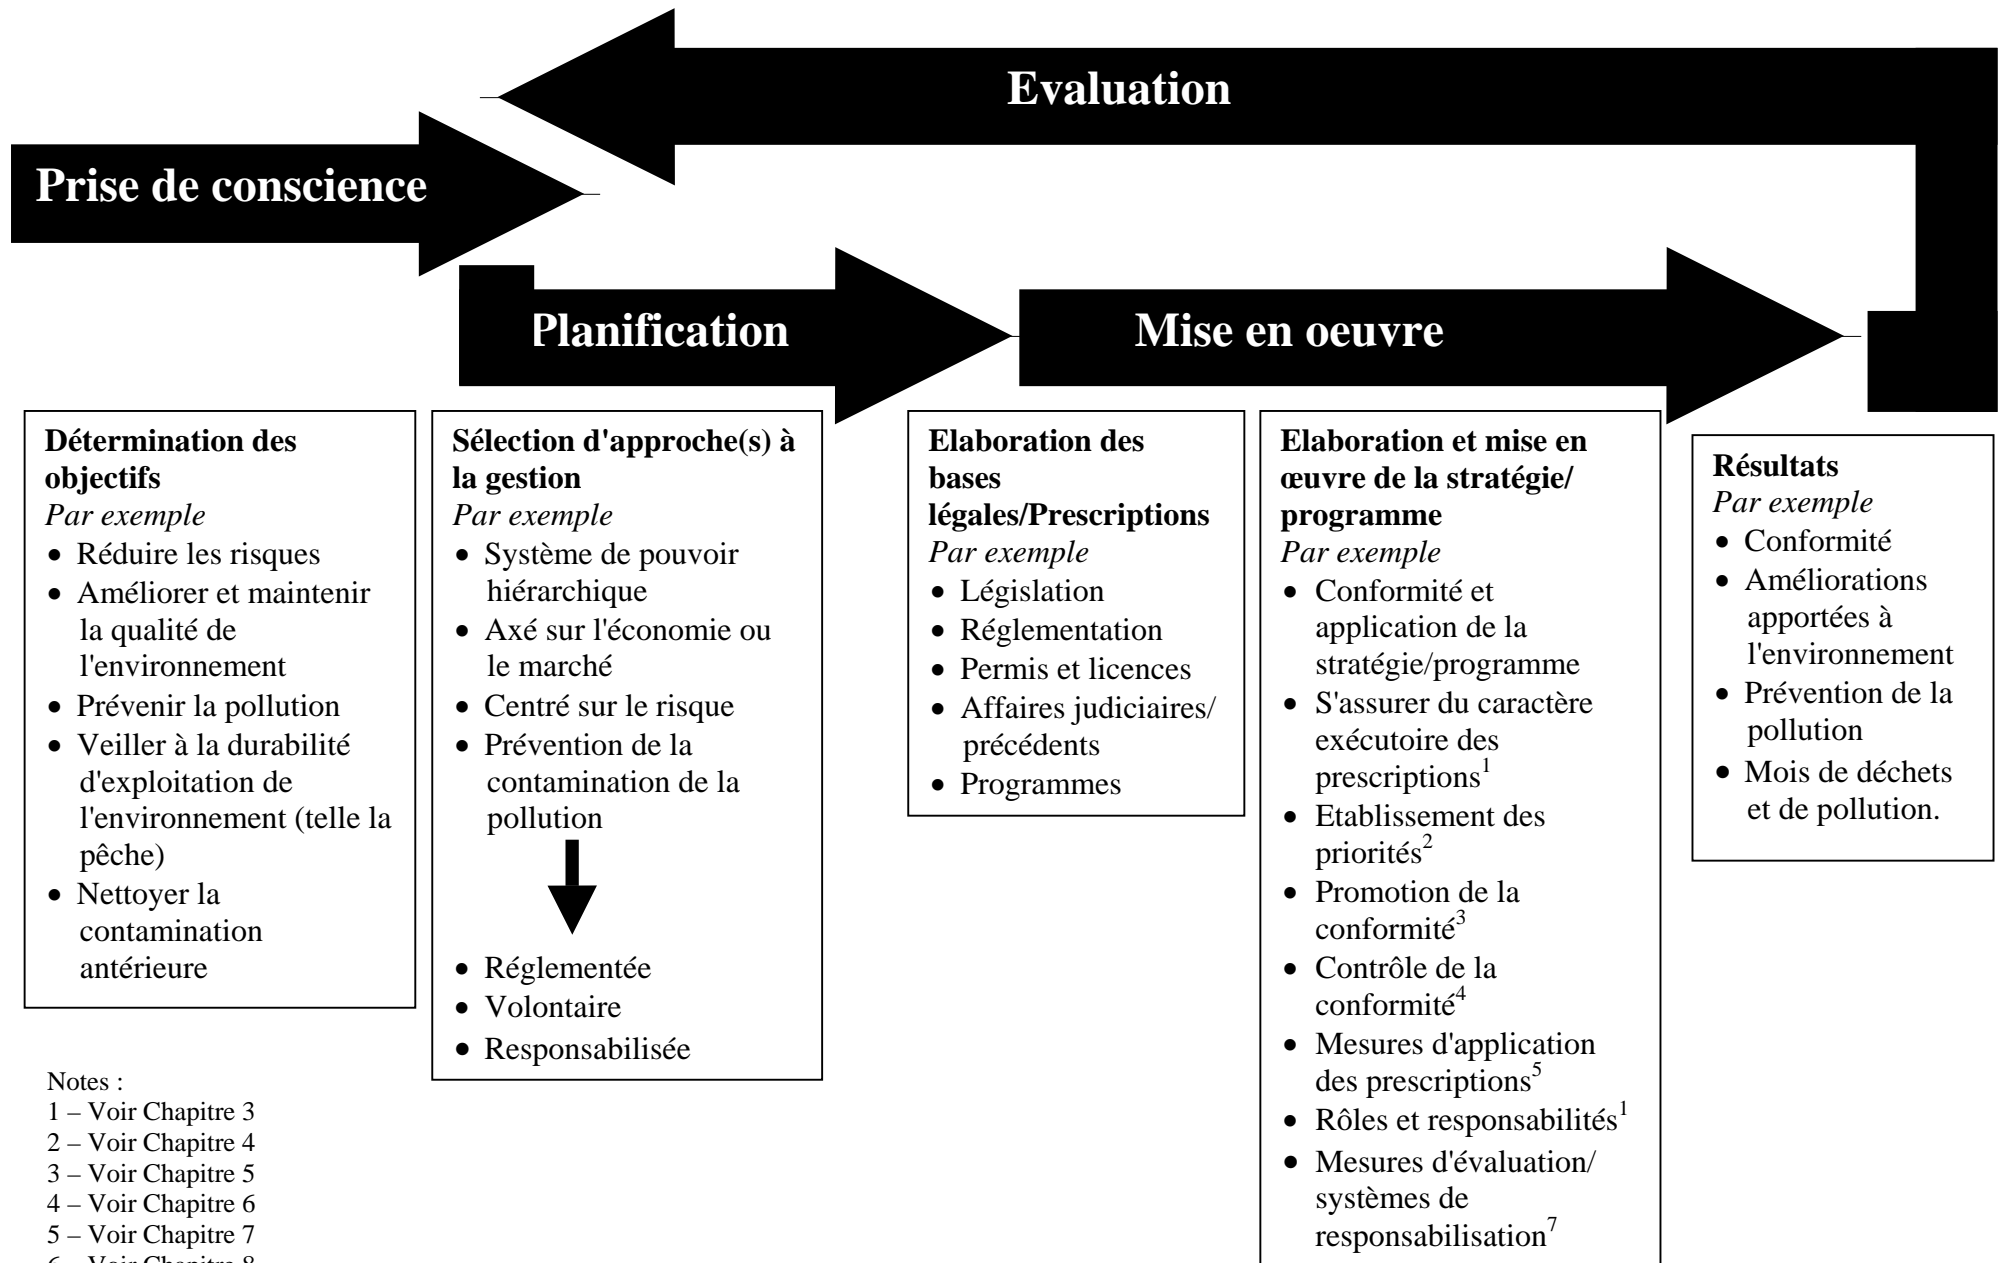 Evaluation
Prise de conscience
Planification
Mise en oeuvre
Détermination des
objectifs
Par exemple
• Réduire les risques
• Améliorer et maintenir
la qualité de
l'environnement
• Prévenir la pollution
• Veiller à la durabilité
d'exploitation de
l'environnement (telle la
pêche)
• Nettoyer la
contamination
antérieure
Sélection d'approche(s) à
la gestion
Par exemple
• Système de pouvoir
hiérarchique
• Axé sur l'économie ou
le marché
• Centré sur le risque
• Prévention de la
contamination de la
pollution
• Réglementée
• Volontaire
• Responsabilisée
Elaboration des
bases
légales/Prescriptions
Par exemple
• Législation
• Réglementation
• Permis et licences
• Affaires judiciaires/
précédents
• Programmes
Elaboration et mise en
œuvre de la stratégie/
programme
Par exemple
• Conformité et
application de la
stratégie/programme
• S'assurer du caractère
exécutoire des
prescriptions¹
• Etablissement des
priorités²
• Promotion de la
conformité³
• Contrôle de la
conformité⁴
• Mesures d'application
des prescriptions⁵
• Rôles et responsabilités¹
• Mesures d'évaluation/
systèmes de
responsabilisation⁷
Résultats
Par exemple
• Conformité
• Améliorations
apportées à
l'environnement
• Prévention de la
pollution
• Mois de déchets
et de pollution.
Notes :
1 – Voir Chapitre 3
2 – Voir Chapitre 4
3 – Voir Chapitre 5
4 – Voir Chapitre 6
5 – Voir Chapitre 7
6 – Voir Chapitre 8